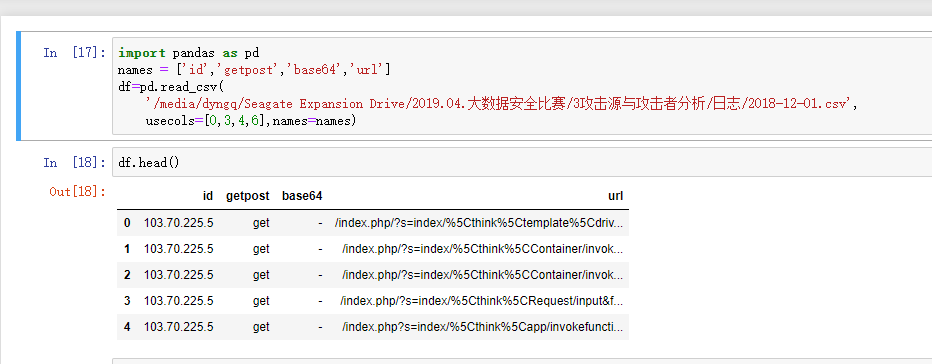 In [17]: import pandas as pd
names = ['id','getpost','base64','url']
df=pd.read_csv(
'/media/dyngq/Seagate Expansion Drive/2019.04.大数据安全比赛/3攻击源与攻击者分析/日志/2018-12-01.csv',
usecols=[0,3,4,6],names=names)
In [18]: df.head()
Out[18]:
id getpost base64 url
0 103.70.225.5 get - /index.php/?s=index/%5Cthink%5Ctemplate%5Cdriv...
1 103.70.225.5 get - /index.php/?s=index/%5Cthink%5CContainer/invok...
2 103.70.225.5 get - /index.php/?s=index/%5Cthink%5CContainer/invok...
3 103.70.225.5 get - /index.php/?s=index/%5Cthink%5CRequest/input&f...
4 103.70.225.5 get - /index.php?s=index/%5Cthink%5Capp/invokefuncti...